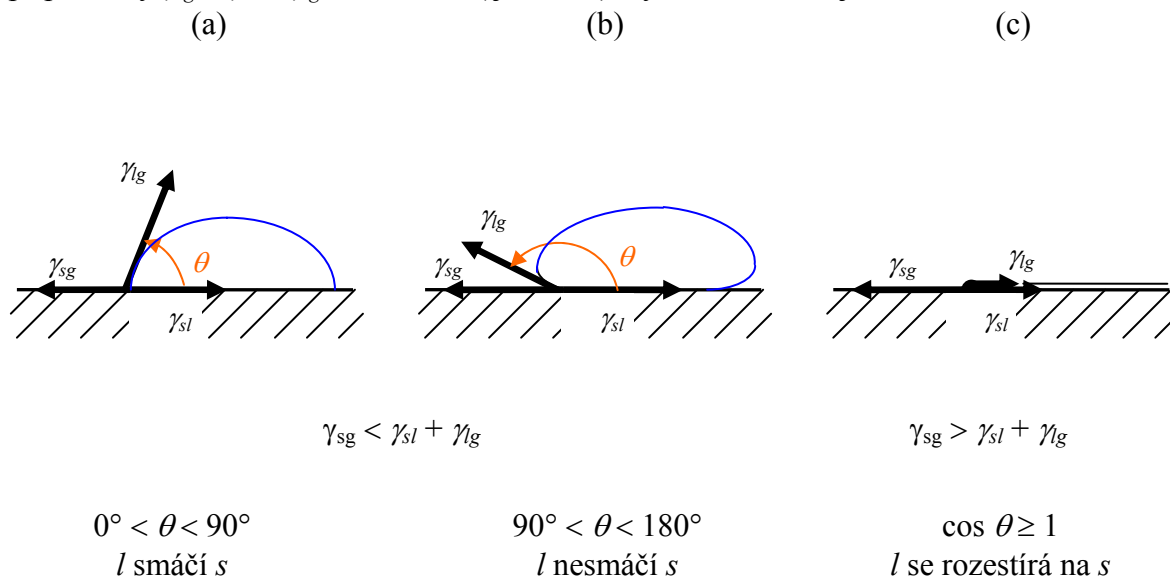 (a) (b) (c)
γlg
θ
γsg
γsl
γlg
θ
γsg
γsl
γsg
γlg
γsl
γsg < γsl + γlg
γsg > γsl + γlg
0° < θ < 90° 90° < θ < 180° cos θ ≥ 1
l smáčí s l nesmáčí s l se rozestírá na s